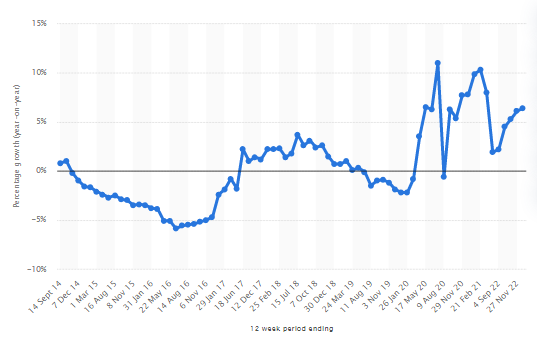 15%
10%
5%
0%
-5%
-10%
Percentage growth (year-on-year)
14 Sept 14
7 Dec 14
1 Mar 15
16 Aug 15
8 Nov 15
31 Jan 16
22 May 16
14 Aug 16
6 Nov 16
29 Jan 17
18 Jun 17
12 Dec 17
25 Feb 18
15 Jul 18
7 Oct 18
30 Dec 18
24 Mar 19
11 Aug 19
3 Nov 19
26 Jan 20
17 May 20
9 Aug 20
29 Nov 20
21 Feb 21
4 Sep 22
27 Nov 22
12 week period ending